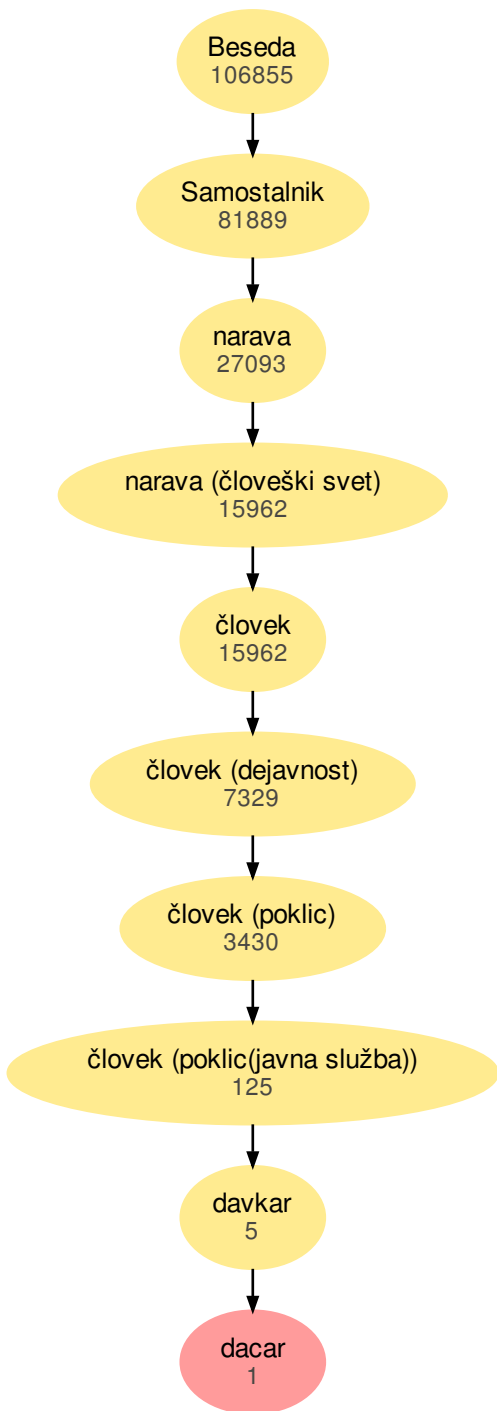 Beseda
106855
Samostalnik
81889
narava
27093
narava (človeški svet)
15962
človek
15962
človek (dejavnost)
7329
človek (poklic)
3430
človek (poklic(javna služba))
125
davkar
5
dacar
1